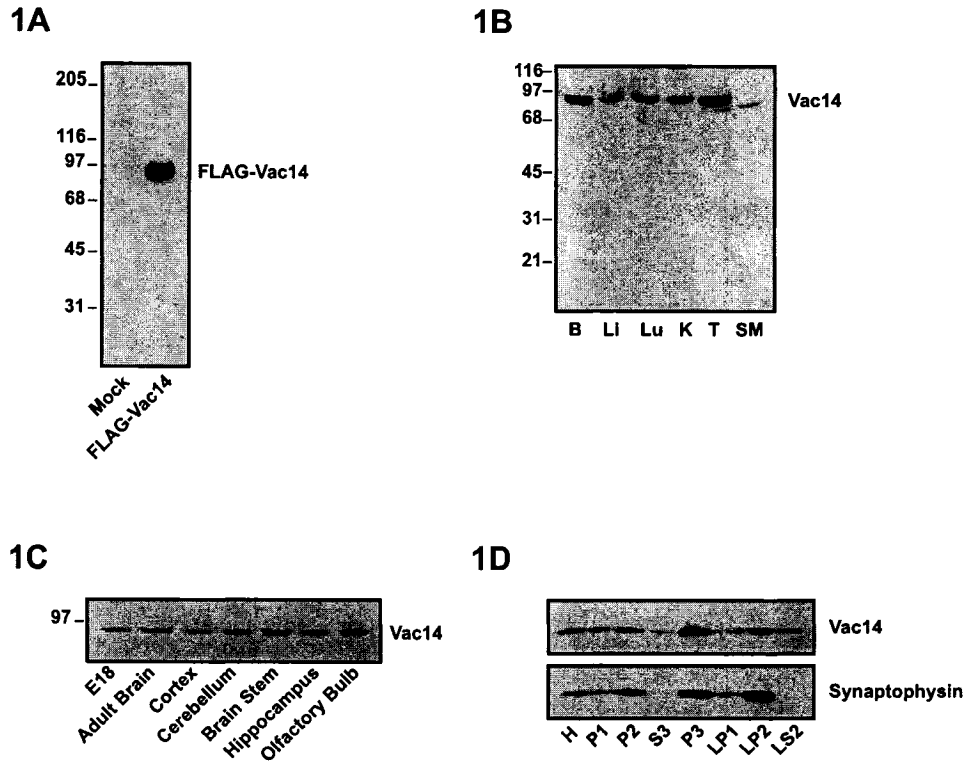 1A
205
116
97
68
45
31
FLAG-Vac14
Mock
FLAG-Vac14
1B
116
97
68
45
31
21
Vac14
B Li Lu K T SM
1C
97
Vac14
E18
Adult Brain
Cortex
Cerebellum
Brain Stem
Hippocampus
Olfactory Bulb
1D
Vac14
Synaptophysin
H
P1
P2
S3
P3
LP1
LP2
LS2